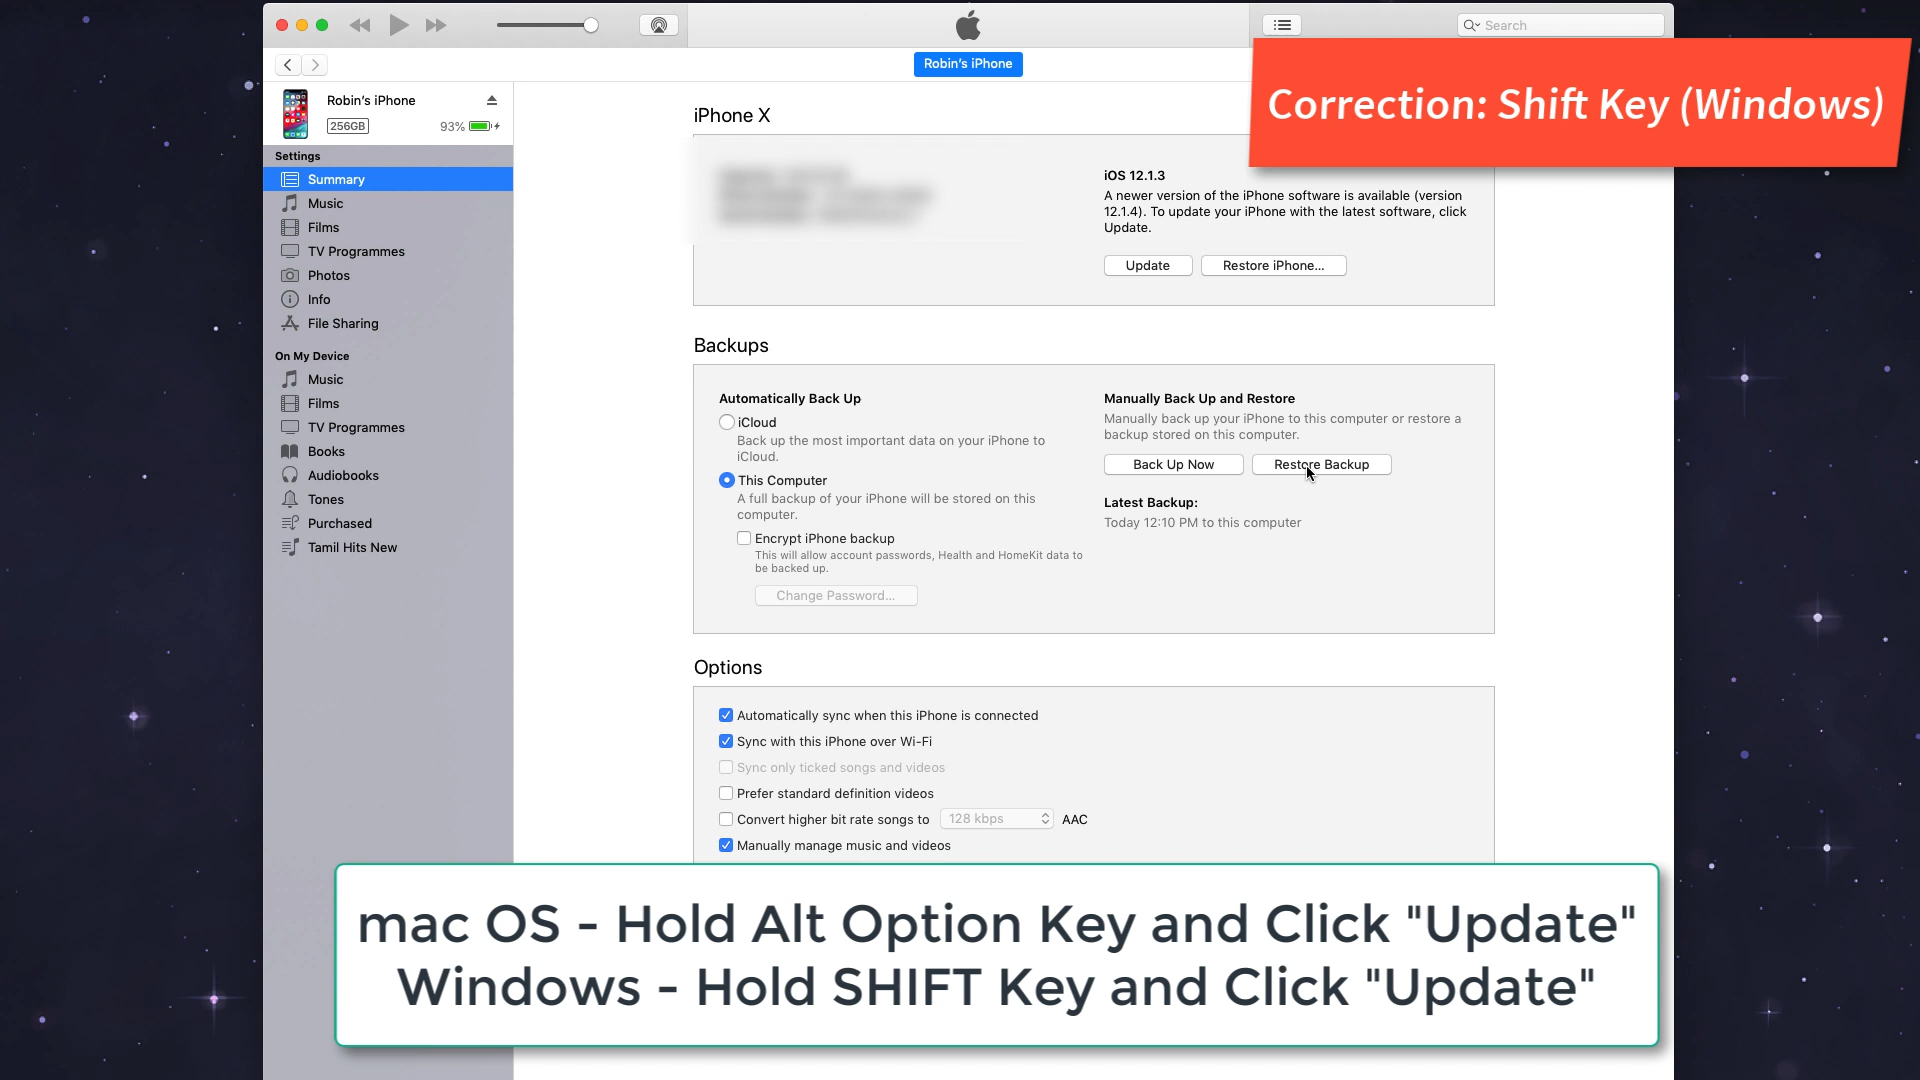 Search
Robin's iPhone
Correction: Shift Key (Windows)
Robin's iPhone
256GB
93%
Settings
Summary
Music
Films
TV Programmes
Photos
Info
File Sharing
On My Device
Music
Films
TV Programmes
Books
Audiobooks
Tones
Purchased
Tamil Hits New
iPhone X
iOS 12.1.3
A newer version of the iPhone software is available (version
12.1.4). To update your iPhone with the latest software, click
Update.
Update
Restore iPhone...
Backups
Automatically Back Up
iCloud
Back up the most important data on your iPhone to
iCloud.
This Computer
A full backup of your iPhone will be stored on this
computer.
Encrypt iPhone backup
This will allow account passwords, Health and HomeKit data to
be backed up.
Change Password...
Manually Back Up and Restore
Manually back up your iPhone to this computer or restore a
backup stored on this computer.
Back Up Now
Restore Backup
Latest Backup:
Today 12:10 PM to this computer
Options
Automatically sync when this iPhone is connected
Sync with this iPhone over Wi-Fi
Sync only ticked songs and videos
Prefer standard definition videos
Convert higher bit rate songs to 128 kbps AAC
Manually manage music and videos
mac OS - Hold Alt Option Key and Click "Update"
Windows - Hold SHIFT Key and Click "Update"